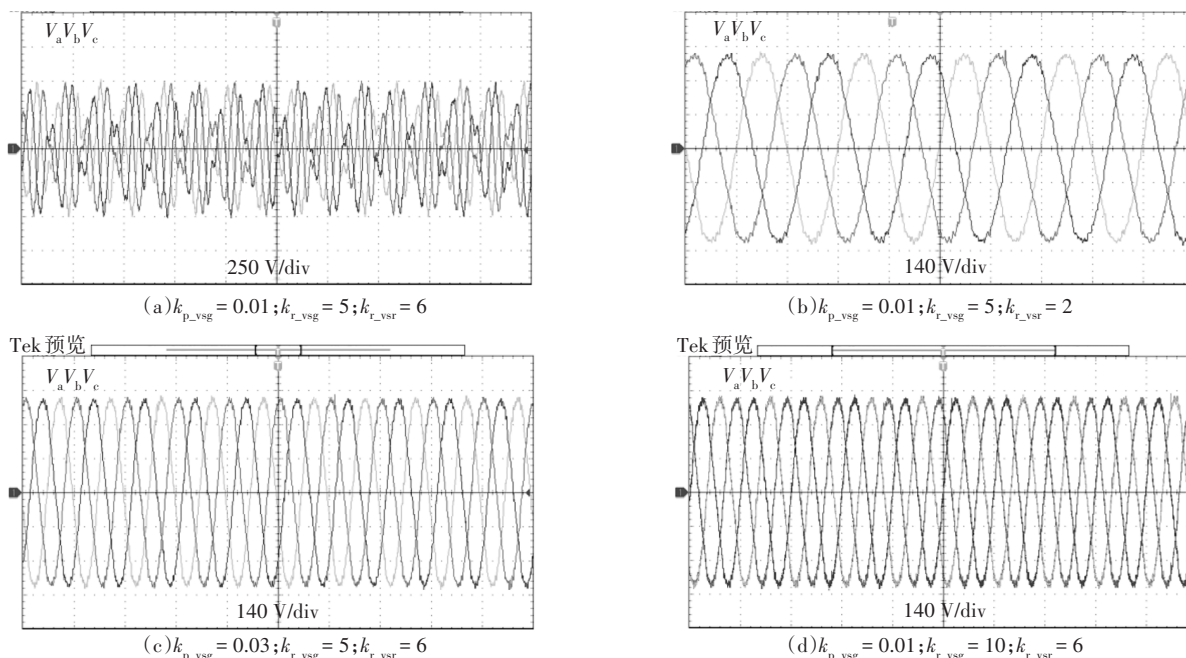 VaVbVc
250 V/div
(a)kp_vsg = 0.01;kr_vsg = 5;kr_vsr = 6
VaVbVc
140 V/div
(b)kp_vsg = 0.01;kr_vsg = 5;kr_vsr = 2
Tek 预览
VaVbVc
140 V/div
(c)kp_vsg = 0.03;kr_vsg = 5;kr_vsr = 6
Tek 预览
VaVbVc
140 V/div
(d)kp_vsg = 0.01;kr_vsg = 10;kr_vsr = 6